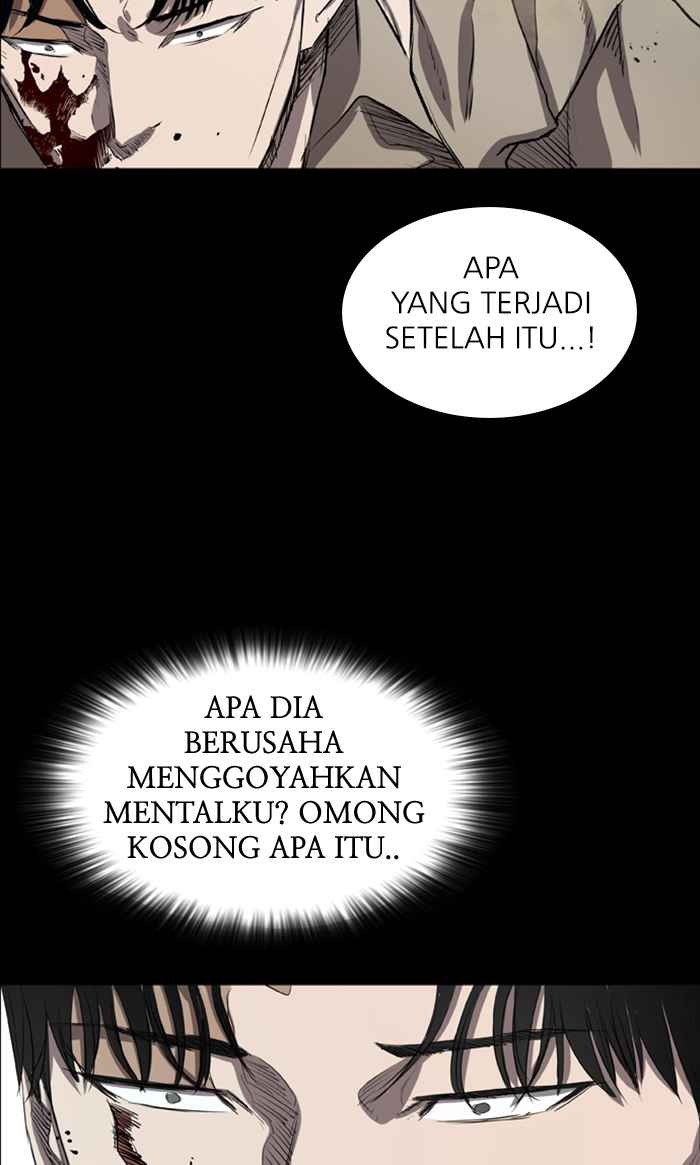 APA
YANG TERJADI
SETELAH ITU...!
APA DIA
BERUSAHA
MENGGOYAHKAN
MENTALKU? OMONG
KOSONG APA ITU..